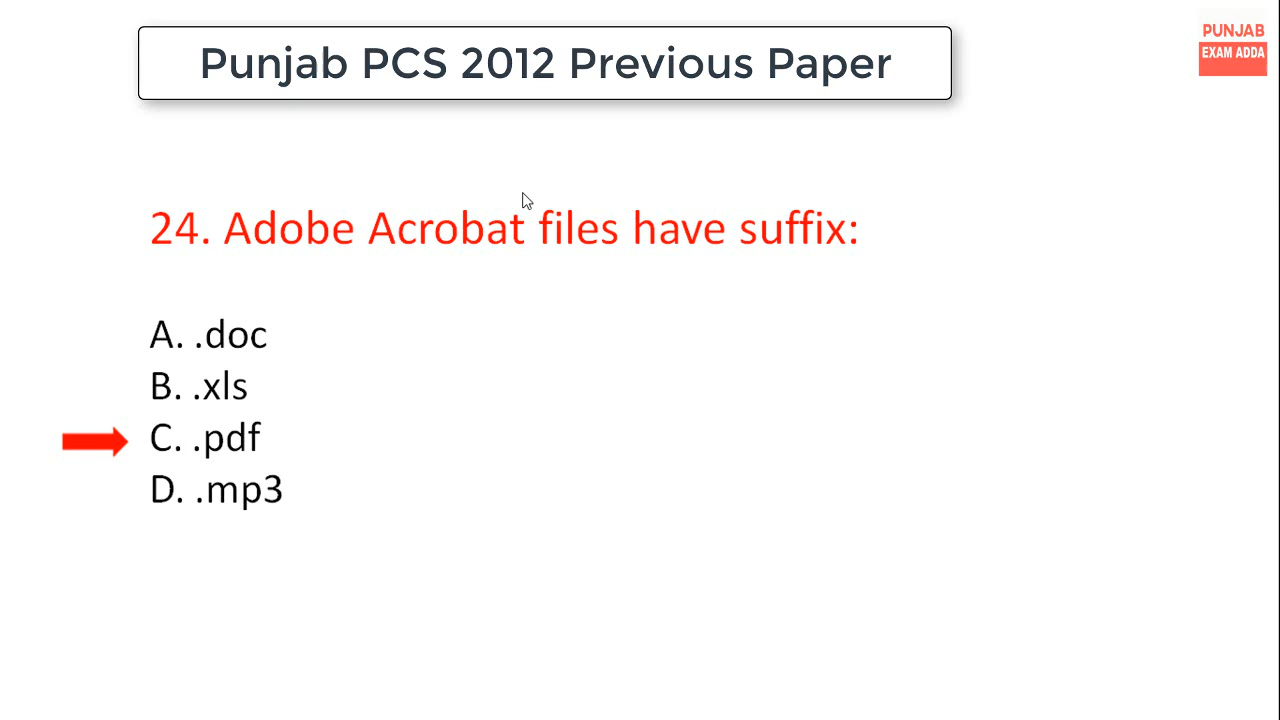 Punjab PCS 2012 Previous Paper
PUNJAB
EXAM ADDA
24. Adobe Acrobat files have suffix:
A. .doc
B. .xls
C. .pdf
D. .mp3